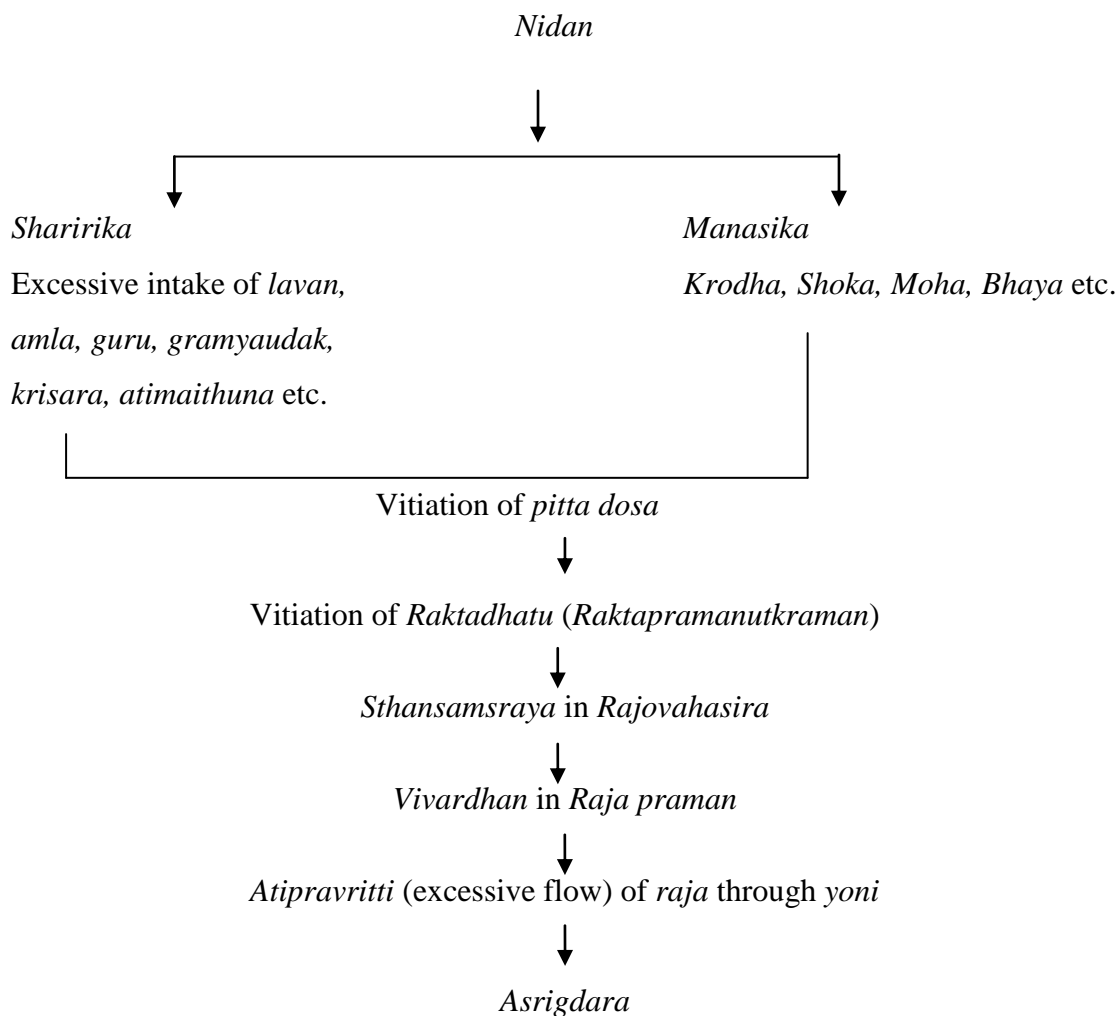 Nidan
Sharirika
Excessive intake of lavan,
amla, guru, gramyaudak,
krisara, atimaithuna etc.
Manasika
Krodha, Shoka, Moha, Bhaya etc.
Vitiation of pitta dosa
Vitiation of Raktadhatu (Raktapramanutkraman)
Sthansamsraya in Rajovahasira
Vivardhan in Raja praman
Atipravritti (excessive flow) of raja through yoni
Asrigdara